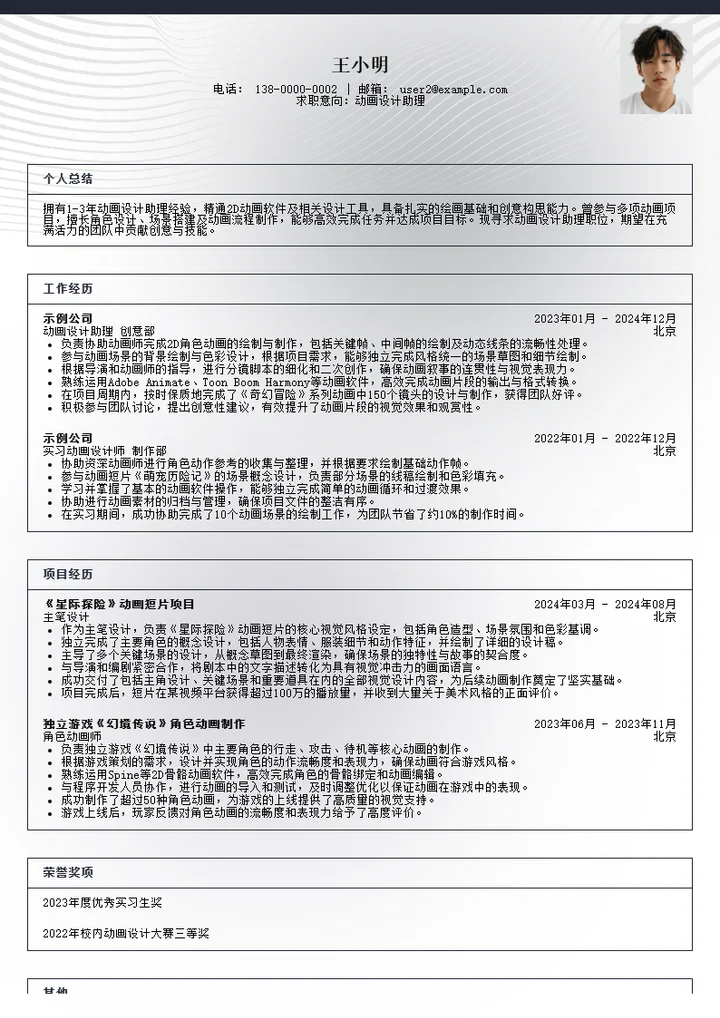 王小明
电话： 138-0000-0002 | 邮箱： user2@example.com
求职意向：动画设计助理
个人总结
拥有1-3年动画设计助理经验，精通2D动画软件及相关设计工具，具备扎实的绘画基础和创意构思能力。曾参与多项动画项
目，擅长角色设计、场景搭建及动画流程制作，能够高效完成任务并达成项目目标。现寻求动画设计助理职位，期望在充
满活力的团队中贡献创意与技能。
工作经历
示例公司 2023年01月 - 2024年12月
动画设计助理 创意部 北京
• 负责协助动画师完成2D角色动画的绘制与制作，包括关键帧、中间帧的绘制及动态线条的流畅性处理。
• 参与动画场景的背景绘制与色彩设计，根据项目需求，能够独立完成风格统一的场景草图和细节绘制。
• 根据导演和动画师的指导，进行分镜脚本的细化和二次创作，确保动画叙事的连贯性与视觉表现力。
• 熟练运用Adobe Animate、Toon Boom Harmony等动画软件，高效完成动画片段的输出与格式转换。
• 在项目周期内，按时保质地完成了《奇幻冒险》系列动画中150个镜头的设计与制作，获得团队好评。
• 积极参与团队讨论，提出创意性建议，有效提升了动画片段的视觉效果和观赏性。
示例公司 2022年01月 - 2022年12月
实习动画设计师 制作部 北京
• 协助资深动画师进行角色动作参考的收集与整理，并根据要求绘制基础动作帧。
• 参与动画短片《萌宠历险记》的场景概念设计，负责部分场景的线稿绘制和色彩填充。
• 学习并掌握了基本的动画软件操作，能够独立完成简单的动画循环和过渡效果。
• 协助进行动画素材的归档与管理，确保项目文件的整洁有序。
• 在实习期间，成功协助完成了10个动画场景的绘制工作，为团队节省了约10%的制作时间。
项目经历
《星际探险》动画短片项目 2024年03月 - 2024年08月
主笔设计 北京
• 作为主笔设计，负责《星际探险》动画短片的核心视觉风格设定，包括角色造型、场景氛围和色彩基调。
• 独立完成了主要角色的概念设计，包括人物表情、服装细节和动作特征，并绘制了详细的设计稿。
• 主导了多个关键场景的设计，从概念草图到最终渲染，确保场景的独特性与故事的契合度。
• 与导演和编剧紧密合作，将剧本中的文字描述转化为具有视觉冲击力的画面语言。
• 成功交付了包括主角设计、关键场景和重要道具在内的全部视觉设计内容，为后续动画制作奠定了坚实基础。
• 项目完成后，短片在某视频平台获得超过100万的播放量，并收到大量关于美术风格的正面评价。
独立游戏《幻境传说》角色动画制作 2023年06月 - 2023年11月
角色动画师 北京
• 负责独立游戏《幻境传说》中主要角色的行走、攻击、待机等核心动画的制作。
• 根据游戏策划的需求，设计并实现角色的动作流畅度和表现力，确保动画符合游戏风格。
• 熟练运用Spine等2D骨骼动画软件，高效完成角色的骨骼绑定和动画编辑。
• 与程序开发人员协作，进行动画的导入和测试，及时调整优化以保证动画在游戏中的表现。
• 成功制作了超过50种角色动画，为游戏的上线提供了高质量的视觉支持。
• 游戏上线后，玩家反馈对角色动画的流畅度和表现力给予了高度评价。
荣誉奖项
2023年度优秀实习生奖
2022年校内动画设计大赛三等奖
其他